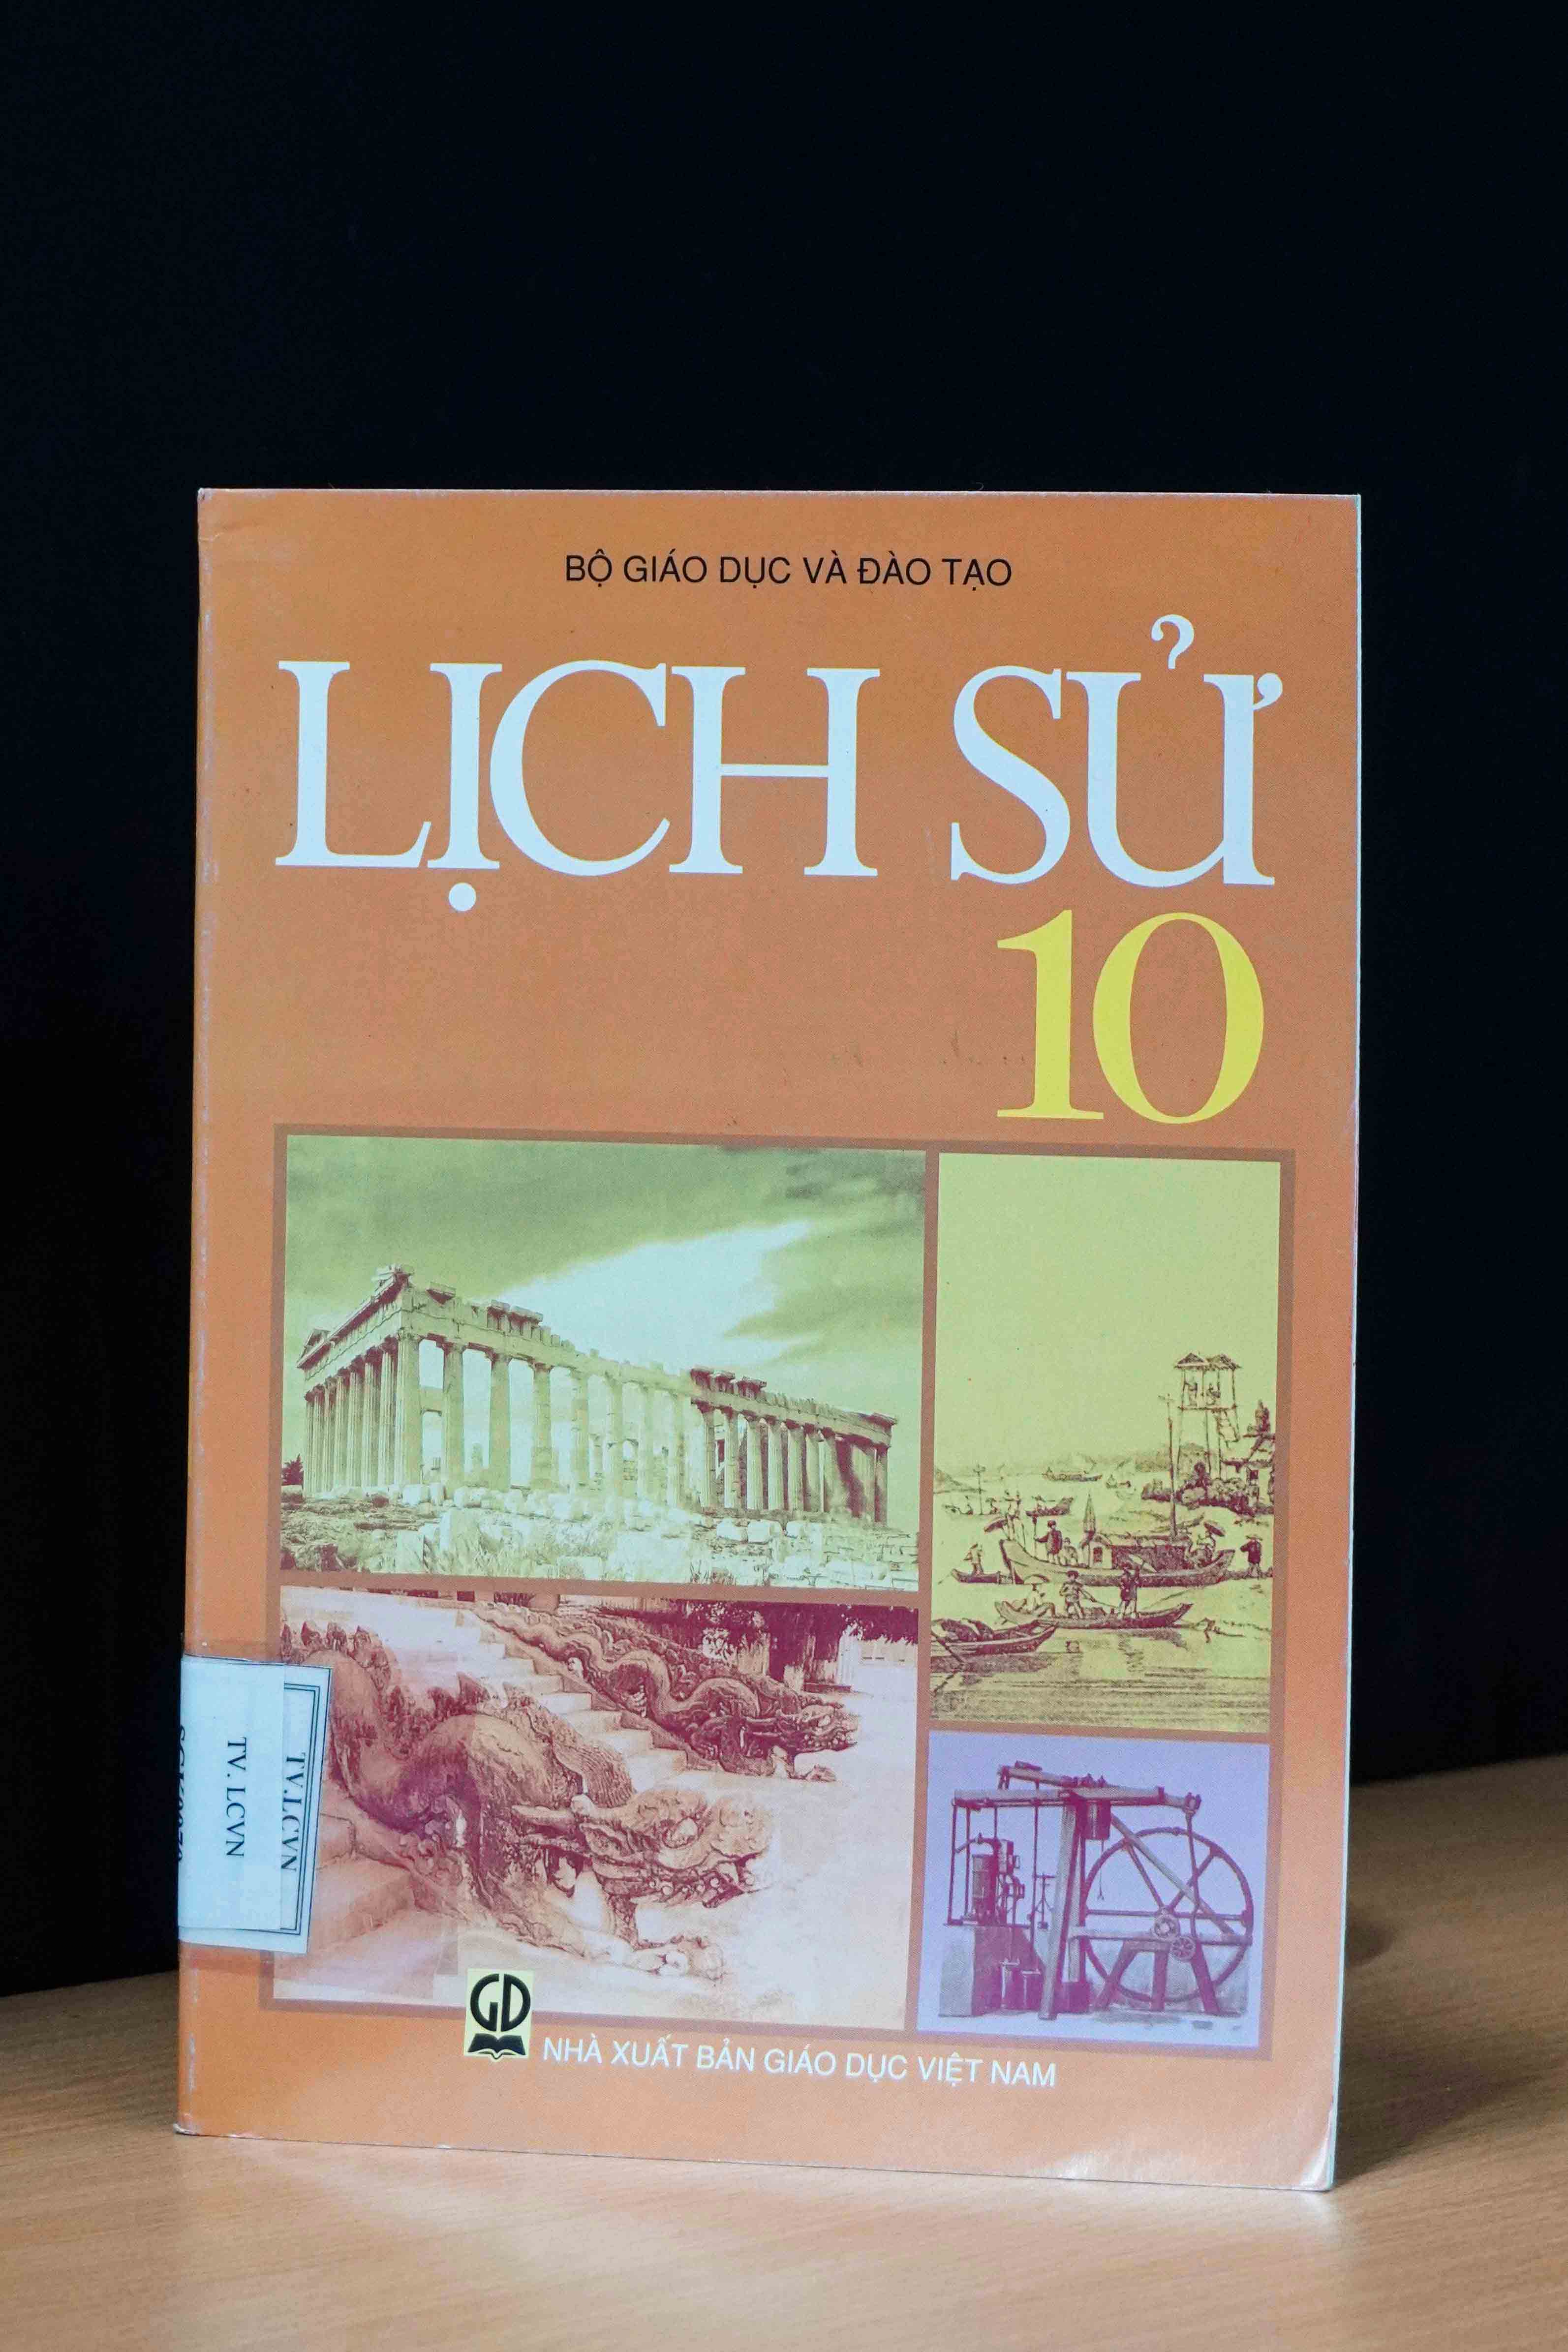 BỘ GIÁO DỤC VÀ ĐÀO TẠO
LỊCH SỬ
10
TV.LCVN
TV . LCVN
GD
NHÀ XUẤT BẢN GIÁO DỤC VIỆT NAM